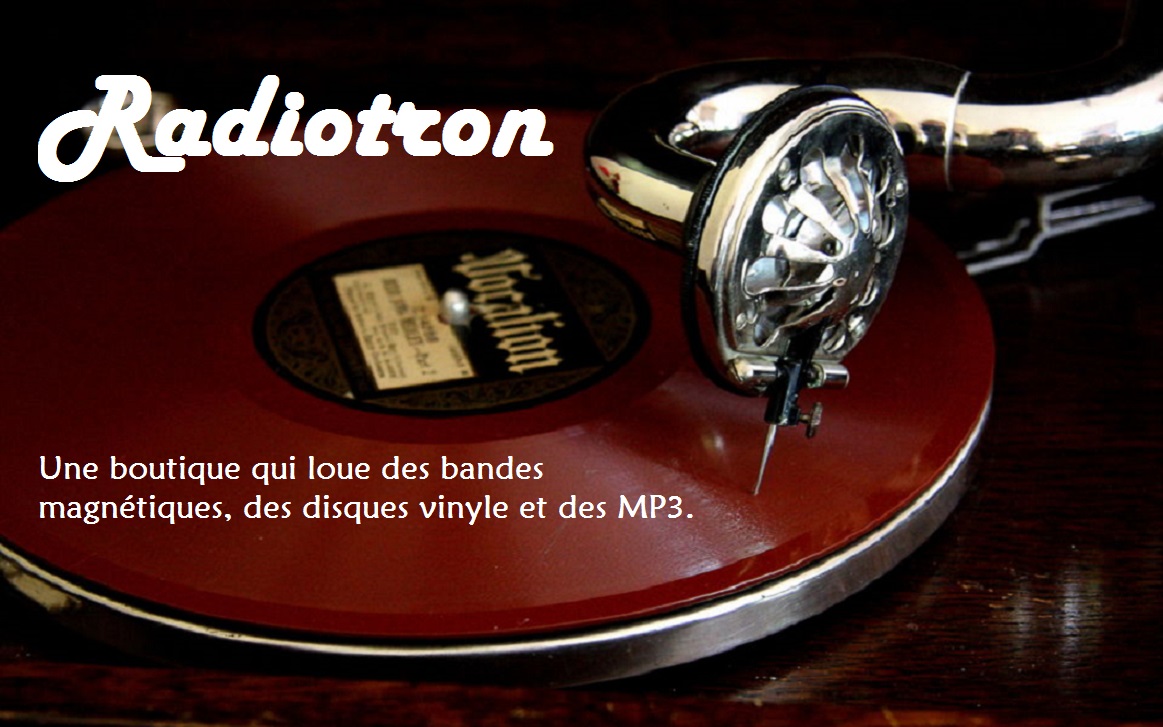 Radiotron
Vocalion
Une boutique qui loue des bandes
magnétiques, des disques vinyle et des MP3.